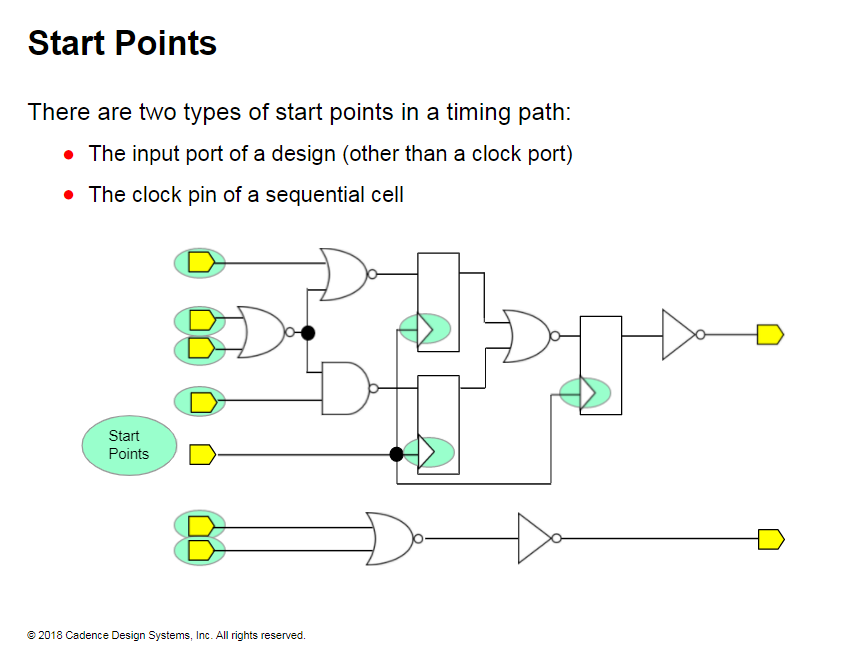 Start Points
There are two types of start points in a timing path:
● The input port of a design (other than a clock port)
● The clock pin of a sequential cell
Start
Points
© 2018 Cadence Design Systems, Inc. All rights reserved.